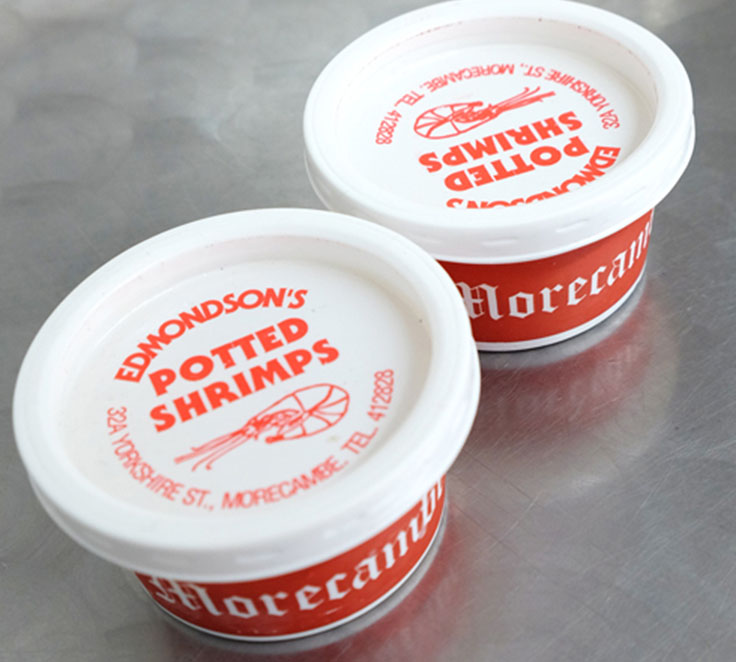 EDMONDSON'S
POTTED
SHRIMPS
32A YORKSHIRE ST., MORECAMBE. TEL. 412828
Morecamb
EDMONDSON'S
POTTED
SHRIMPS
32A YORKSHIRE ST., MORECAMBE. TEL. 412828
Morecam